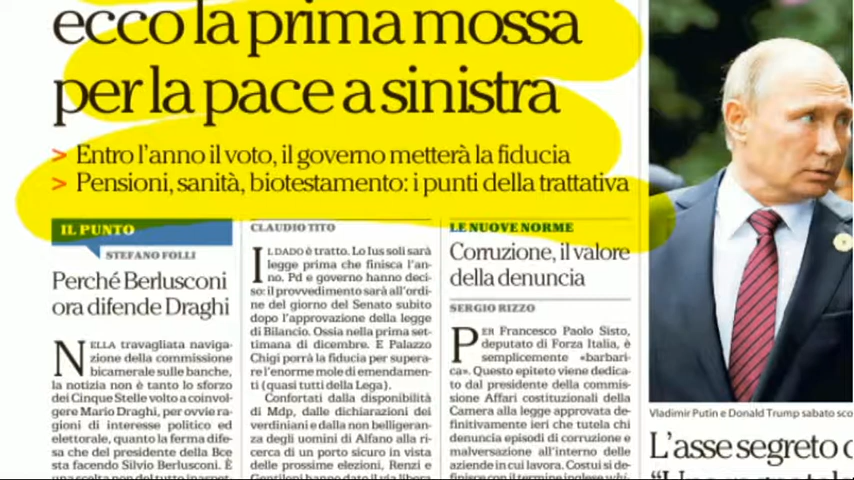 ecco la prima mossa
per la pace a sinistra
> Entro l'anno il voto, il governo metterà la fiducia
> Pensioni, sanità, biotestamento: i punti della trattativa
IL PUNTO
STEFANO FOLLI
Perché Berlusconi
ora difende Draghi
NELLA travagliata naviga-
zione della commissione
bicamerale sulle banche,
la notizia non è tanto lo sforzo
dei Cinque Stelle volto a coinvol-
gere Mario Draghi, per ovvie ra-
gioni di interesse politico ed
elettorale, quanto la ferma dife-
sa che del presidente della Bce
sta facendo Silvio Berlusconi. È
CLAUDIO TITO
IL DADO è tratto. Lo Ius soli sarà
legge prima che finisca l'an-
no. Pd e governo hanno deci-
so: il provvedimento sarà all'ordi-
ne del giorno del Senato subito
dopo l'approvazione della legge
di Bilancio. Ossia nella prima set-
timana di dicembre. E Palazzo
Chigi porrà la fiducia per supera-
re l'enorme mole di emendamen-
ti (quasi tutti della Lega).
Confortati dalla disponibilità
di Mdp, dalle dichiarazioni dei
verdiniani e dalla non belligeran-
za degli uomini di Alfano alla ri-
cerca di un porto sicuro in vista
delle prossime elezioni, Renzi e
Gentiloni hanno dato il via libera
LE NUOVE NORME
Corruzione, il valore
della denuncia
SERGIO RIZZO
PER Francesco Paolo Sisto,
deputato di Forza Italia, è
semplicemente «barbari-
ca». Questo epiteto viene dedica-
to dal presidente della commis-
sione Affari costituzionali della
Camera alla legge approvata de-
finitivamente ieri che tutela chi
denuncia episodi di corruzione e
malversazione all'interno delle
aziende in cui lavora. Costui si de-
Vladimir Putin e Donald Trump sabato sco
L'asse segreto